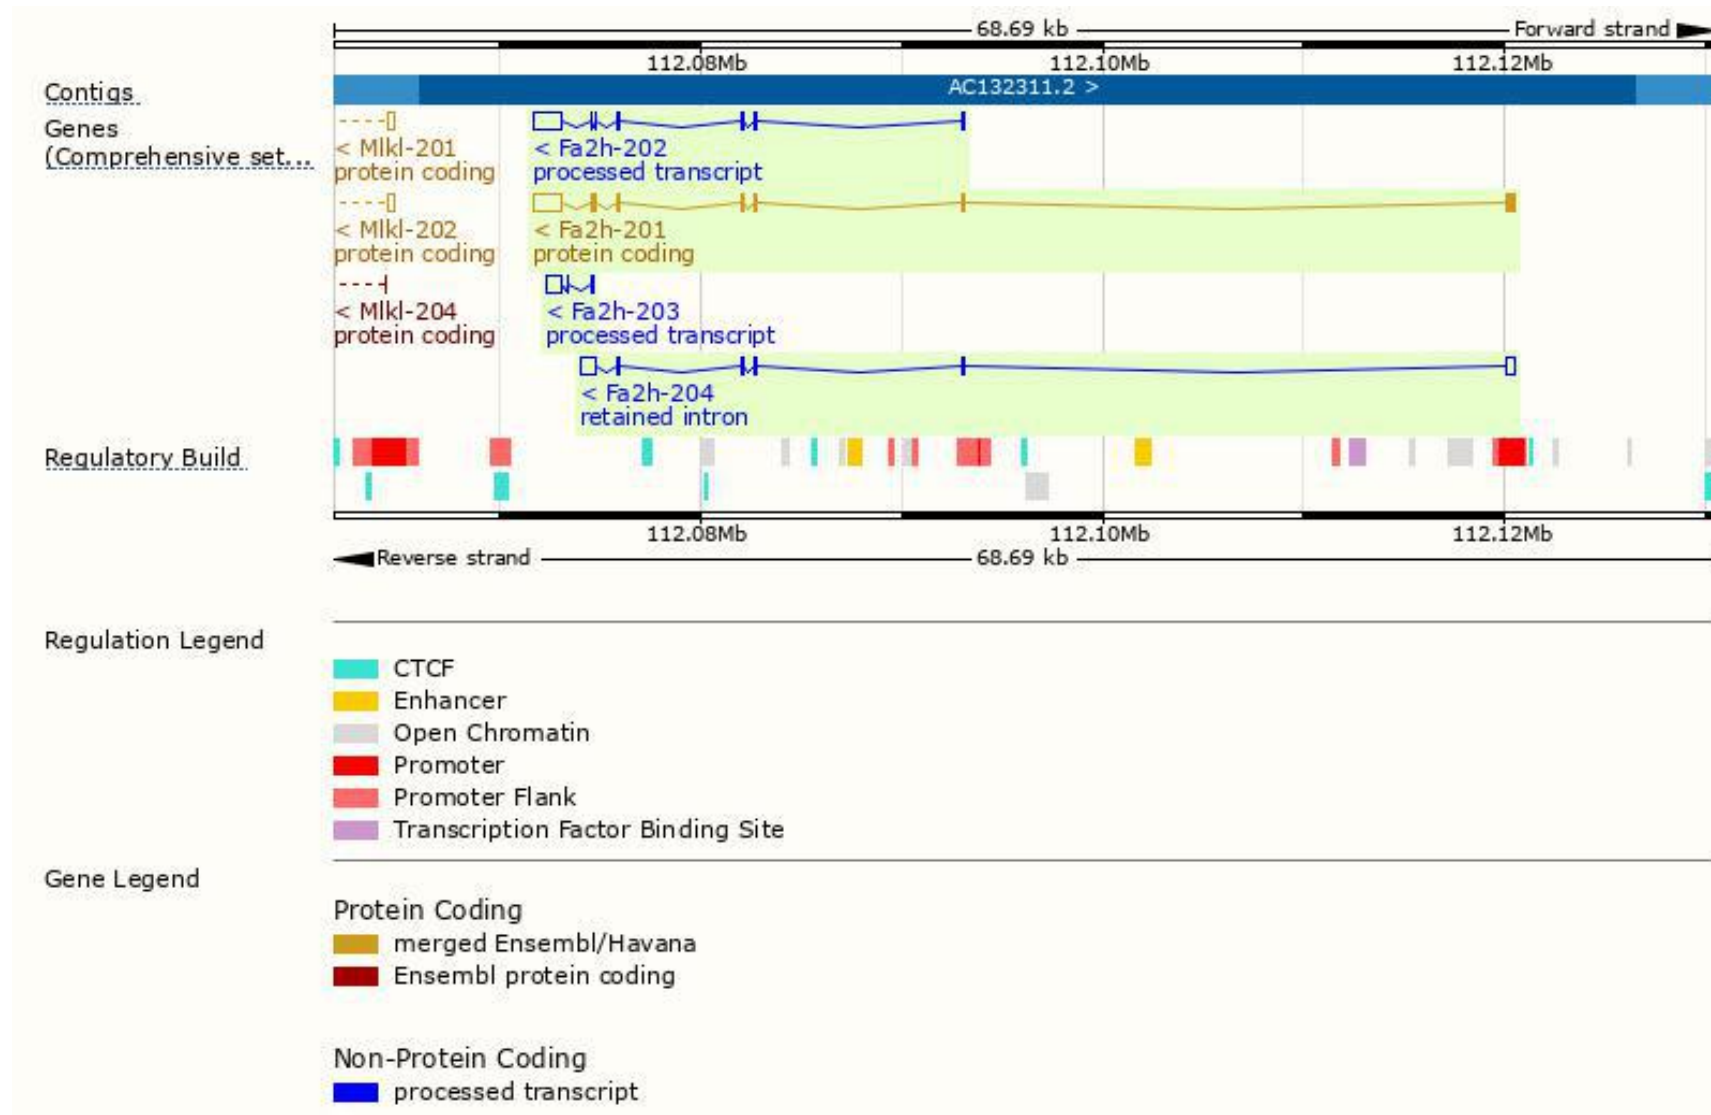 68.69 kb Forward strand
112.08Mb 112.10Mb 112.12Mb
Contigs AC132311.2 >
Genes
(Comprehensive set...
< Mlkl-201 < Fa2h-202
protein coding processed transcript
< Mlkl-202 < Fa2h-201
protein coding protein coding
< Mlkl-204 < Fa2h-203
protein coding processed transcript
< Fa2h-204
retained intron
Regulatory Build
112.08Mb 112.10Mb 112.12Mb
Reverse strand 68.69 kb
Regulation Legend
CTCF
Enhancer
Open Chromatin
Promoter
Promoter Flank
Transcription Factor Binding Site
Gene Legend
Protein Coding
merged Ensembl/Havana
Ensembl protein coding
Non-Protein Coding
processed transcript